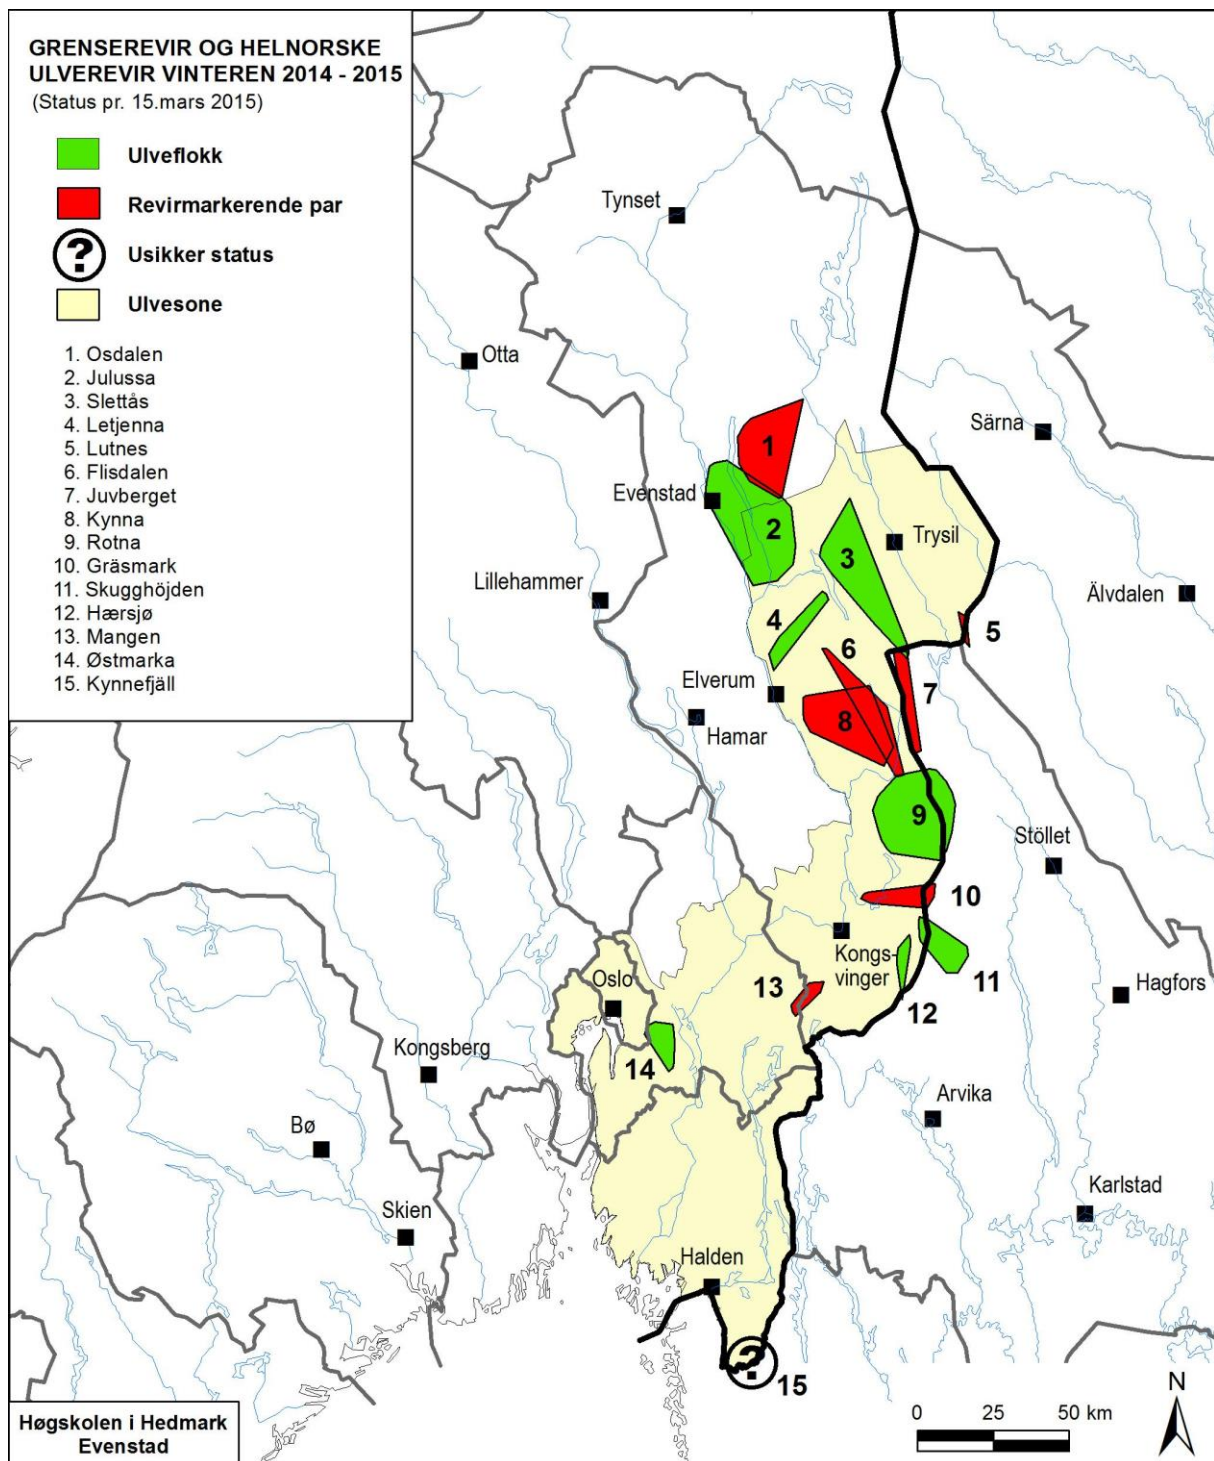 GRENSEREVIR OG HELNORSKE
ULVEREVIR VINTEREN 2014 - 2015
(Status pr. 15.mars 2015)
Ulveflokk
Revirmarkerende par
?
Usikker status
Ulvesone
1. Osdalen
2. Julussa
3. Slettås
4. Letjenna
5. Lutnes
6. Flisdalen
7. Juvberget
8. Kynna
9. Rotna
10. Gräsmark
11. Skugghöjden
12. Hærsjø
13. Mangen
14. Østmarka
15. Kynnefjäll
Tynset
Otta
Särna
1
Evenstad
2
Trysil
3
Lillehammer
Älvdalen
4
5
6
Elverum
7
Hamar
8
9
Stöllet
10
Kongs-
vinger
11
Oslo
13
Hagfors
12
Kongsberg
14
Arvika
Bø
Karlstad
Skien
Halden
?
15
N
0 25 50 km
Høgskolen i Hedmark
Evenstad